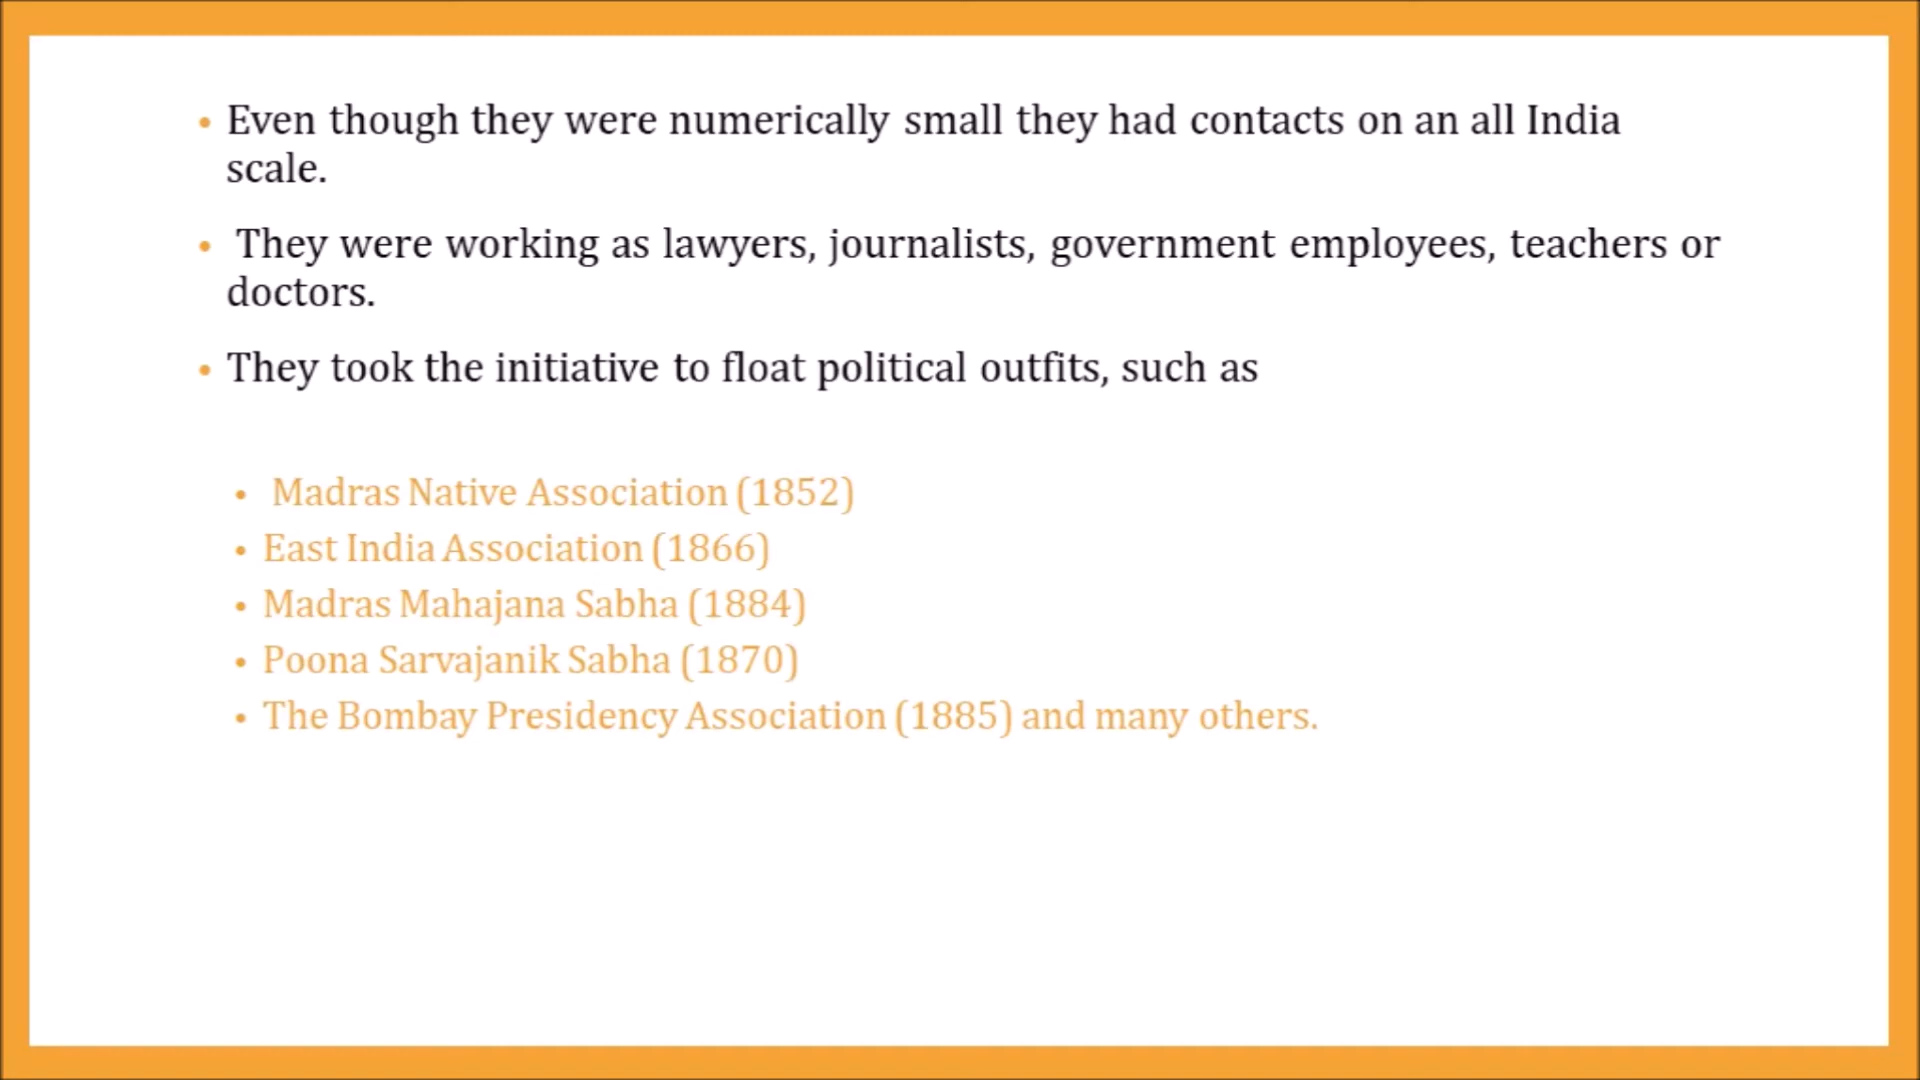 • Even though they were numerically small they had contacts on an all India
scale.
• They were working as lawyers, journalists, government employees, teachers or
doctors.
• They took the initiative to float political outfits, such as
• Madras Native Association (1852)
• East India Association (1866)
• Madras Mahajana Sabha (1884)
• Poona Sarvajanik Sabha (1870)
• The Bombay Presidency Association (1885) and many others.